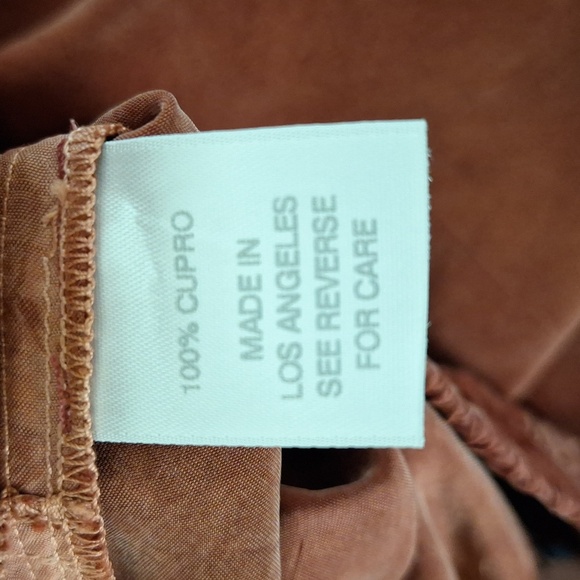 100% CUPRO
MADE IN
LOS ANGELES
SEE REVERSE
FOR CARE